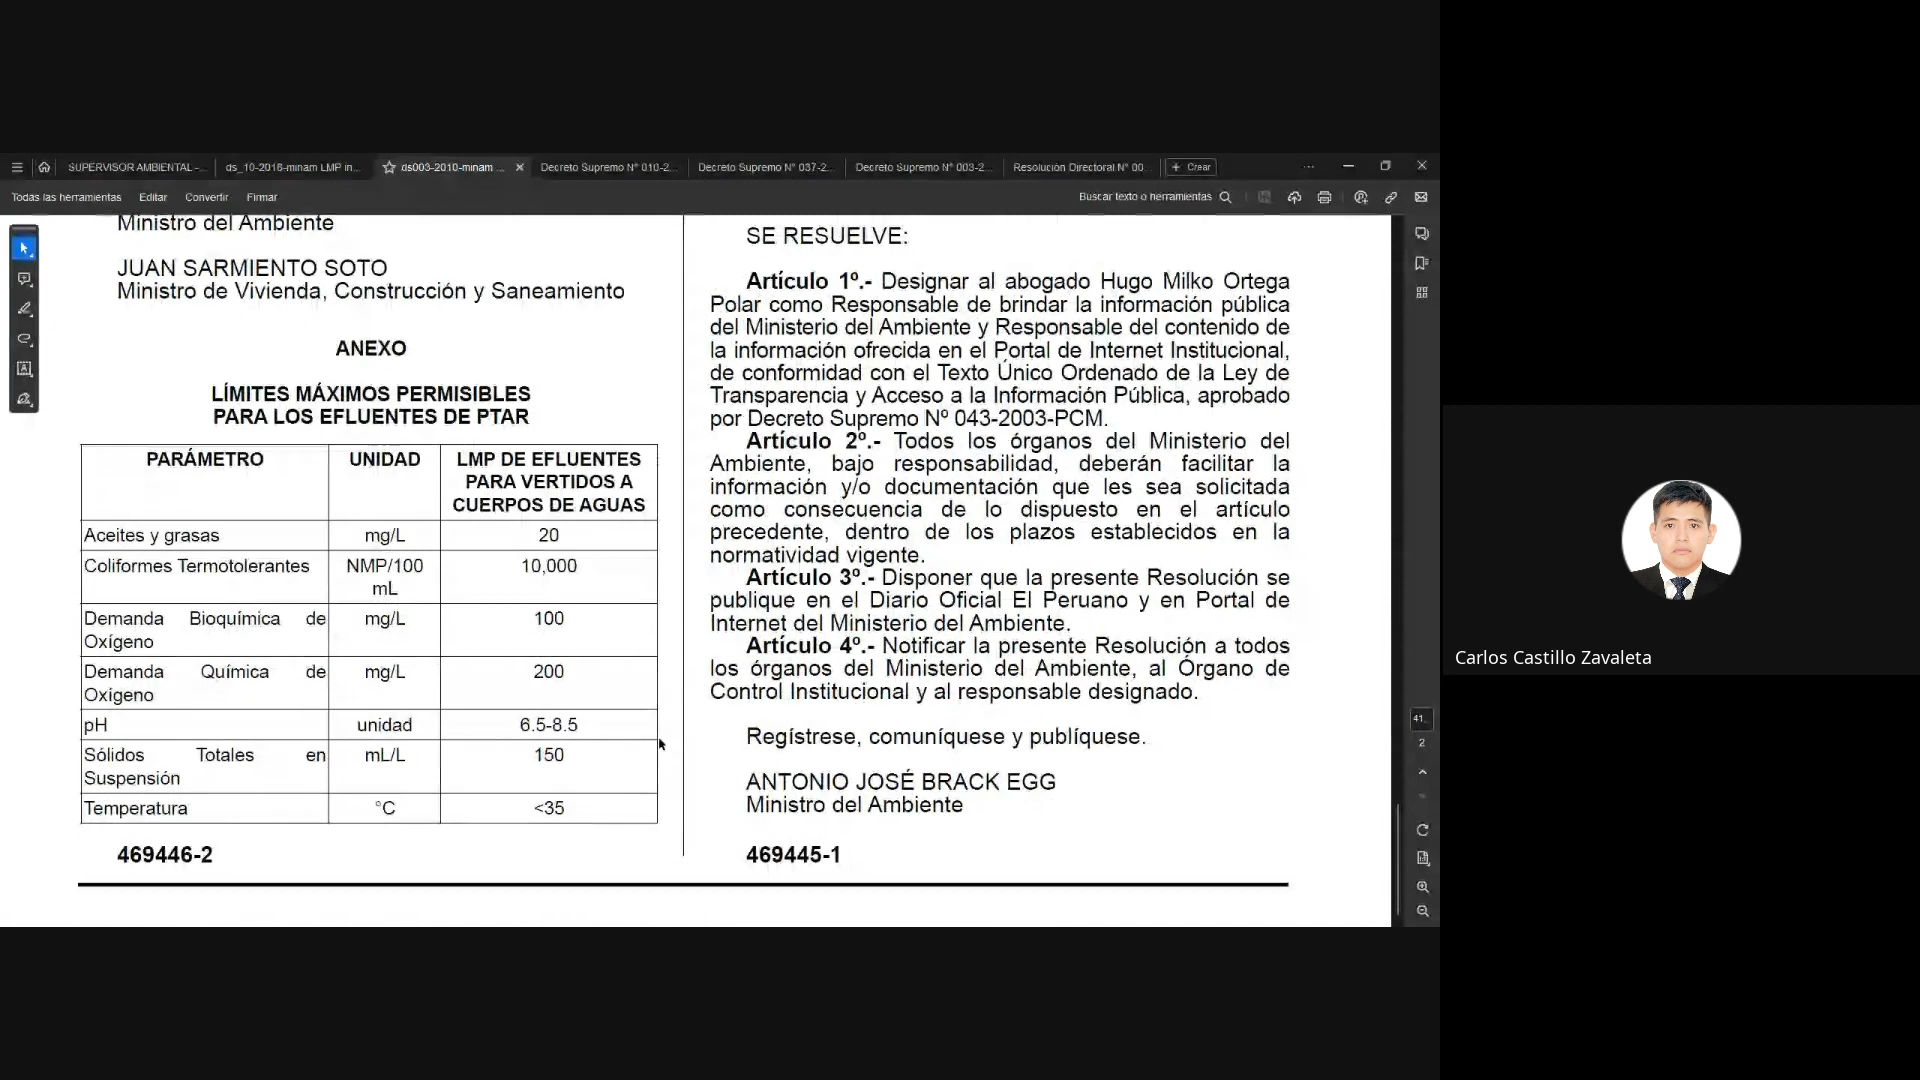 SUPERVISOR AMBIENTAL -...
ds_10-2016-minam LMP in...
ds003-2010-minam ...
Decreto Supremo N° 010-2...
Decreto Supremo N° 037-2...
Decreto Supremo N° 003-2...
Resolución Directoral N° 00...
+ Crear
Todas las herramientas
Editar
Convertir
Firmar
Buscar texto o herramientas
Ministro del Ambiente
JUAN SARMIENTO SOTO
Ministro de Vivienda, Construcción y Saneamiento
ANEXO
LÍMITES MÁXIMOS PERMISIBLES
PARA LOS EFLUENTES DE PTAR
PARÁMETRO
UNIDAD
LMP DE EFLUENTES
PARA VERTIDOS A
CUERPOS DE AGUAS
Aceites y grasas
mg/L
20
Coliformes Termotolerantes
NMP/100
mL
10,000
Demanda Bioquímica de
Oxígeno
mg/L
100
Demanda Química de
Oxígeno
mg/L
200
pH
unidad
6.5-8.5
Sólidos Totales en
Suspensión
mL/L
150
Temperatura
°C
<35
469446-2
SE RESUELVE:
Artículo 1º.- Designar al abogado Hugo Milko Ortega
Polar como Responsable de brindar la información pública
del Ministerio del Ambiente y Responsable del contenido de
la información ofrecida en el Portal de Internet Institucional,
de conformidad con el Texto Único Ordenado de la Ley de
Transparencia y Acceso a la Información Pública, aprobado
por Decreto Supremo Nº 043-2003-PCM.
Artículo 2º.- Todos los órganos del Ministerio del
Ambiente, bajo responsabilidad, deberán facilitar la
información y/o documentación que les sea solicitada
como consecuencia de lo dispuesto en el artículo
precedente, dentro de los plazos establecidos en la
normatividad vigente.
Artículo 3º.- Disponer que la presente Resolución se
publique en el Diario Oficial El Peruano y en Portal de
Internet del Ministerio del Ambiente.
Artículo 4º.- Notificar la presente Resolución a todos
los órganos del Ministerio del Ambiente, al Órgano de
Control Institucional y al responsable designado.
Regístrese, comuníquese y publíquese.
ANTONIO JOSÉ BRACK EGG
Ministro del Ambiente
469445-1
41...
2
Carlos Castillo Zavaleta